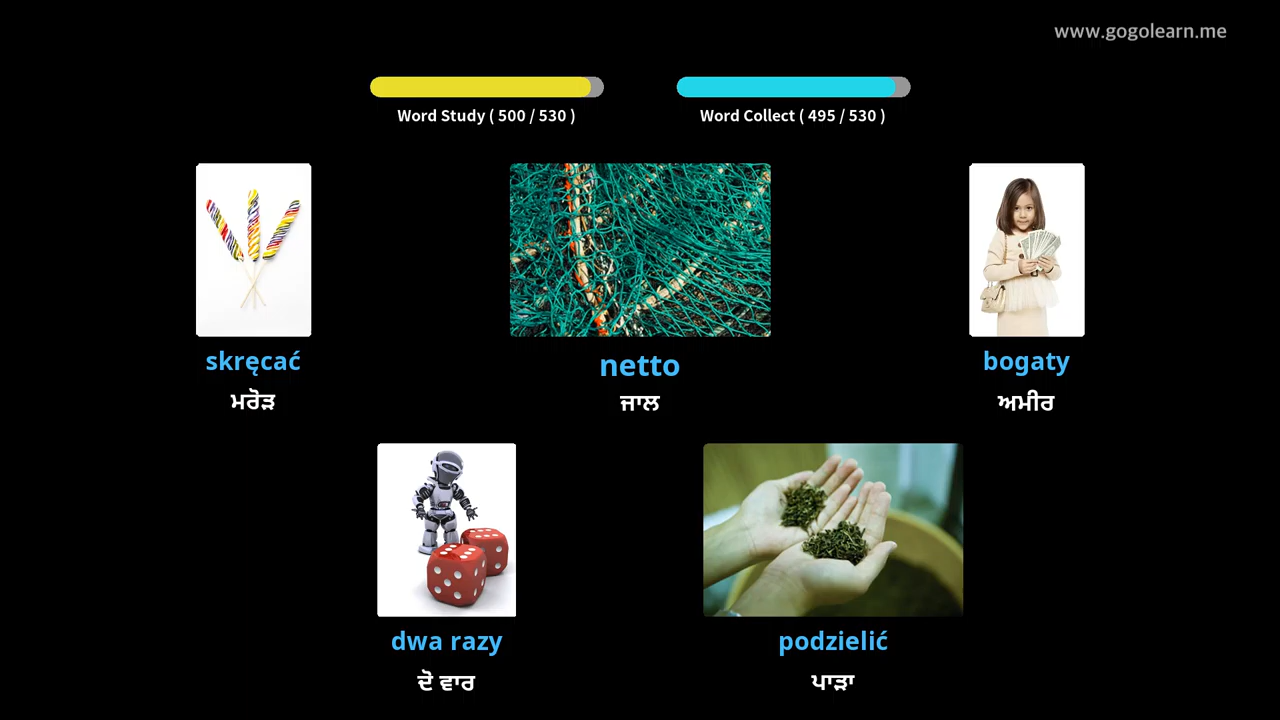 www.gogolearn.me
Word Study ( 500 / 530 )
Word Collect ( 495 / 530 )
skręcać
ਮਰੋੜ
netto
ਜਾਲ
bogaty
ਅਮੀਰ
dwa razy
ਦੋ ਵਾਰ
podzielić
ਪਾੜਾ